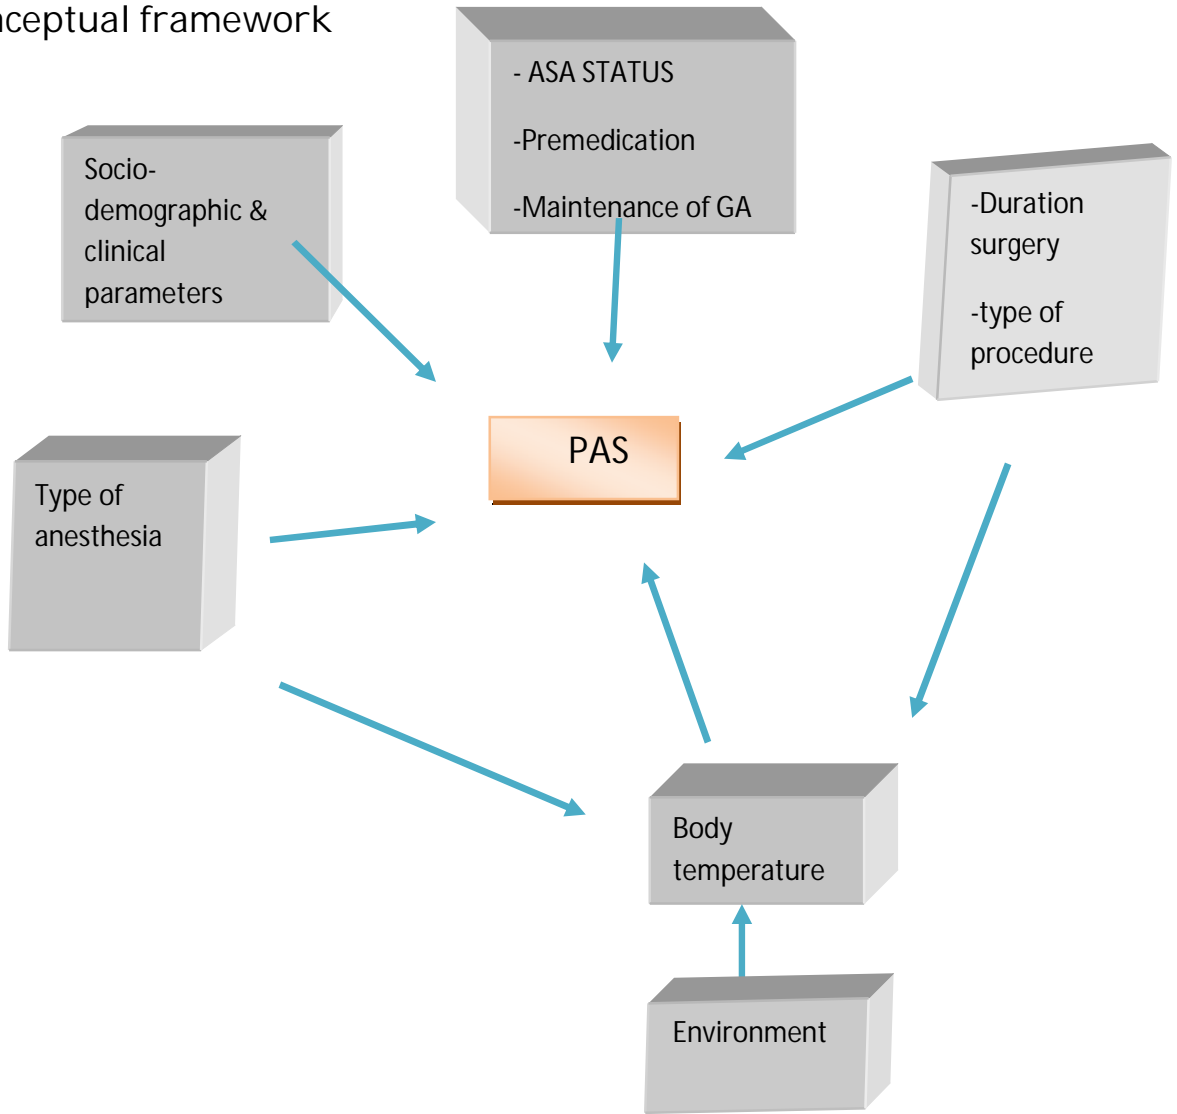 nceptual framework
- ASA STATUS
-Premedication
-Maintenance of GA
Socio-
demographic &
clinical
parameters
-Duration
surgery
-type of
procedure
PAS
Type of
anesthesia
Body
temperature
Environment